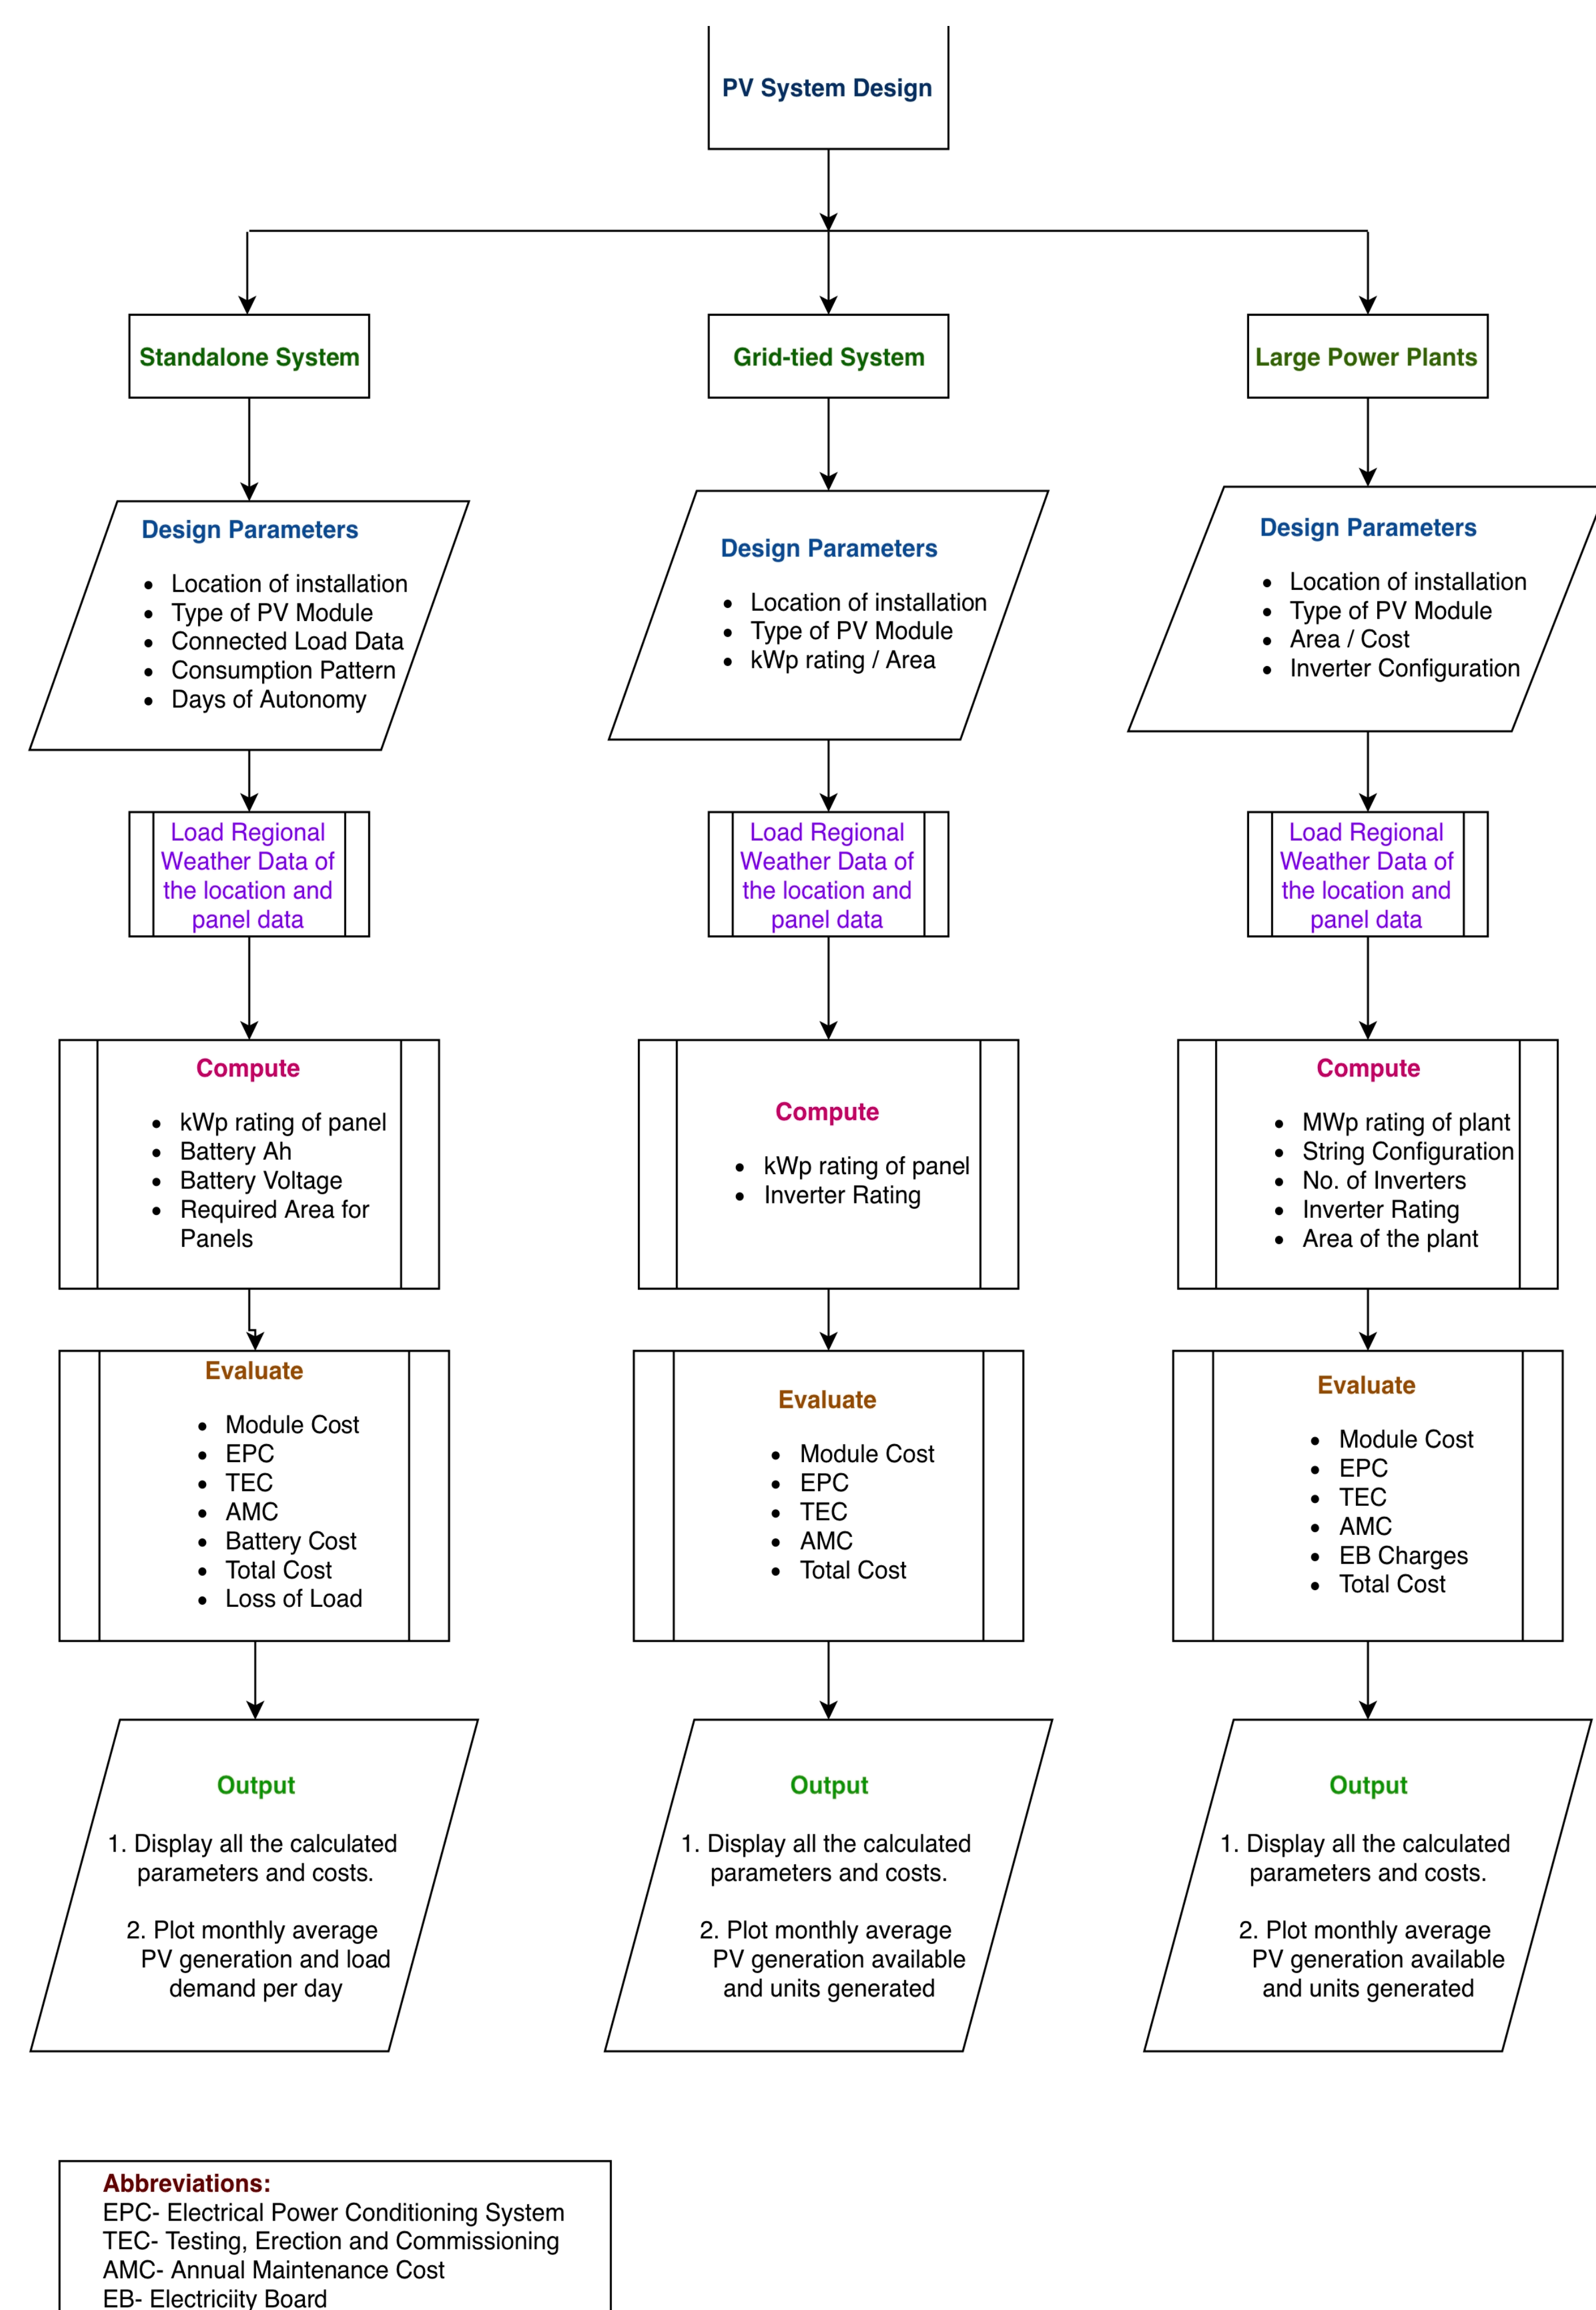 PV System Design
Standalone System
Grid-tied System
Large Power Plants
Design Parameters
• Location of installation
• Type of PV Module
• Connected Load Data
• Consumption Pattern
• Days of Autonomy
Design Parameters
• Location of installation
• Type of PV Module
• kWp rating / Area
Design Parameters
• Location of installation
• Type of PV Module
• Area / Cost
• Inverter Configuration
Load Regional
Weather Data of
the location and
panel data
Load Regional
Weather Data of
the location and
panel data
Load Regional
Weather Data of
the location and
panel data
Compute
• kWp rating of panel
• Battery Ah
• Battery Voltage
• Required Area for
Panels
Compute
• kWp rating of panel
• Inverter Rating
Compute
• MWp rating of plant
• String Configuration
• No. of Inverters
• Inverter Rating
• Area of the plant
Evaluate
• Module Cost
• EPC
• TEC
• AMC
• Battery Cost
• Total Cost
• Loss of Load
Evaluate
• Module Cost
• EPC
• TEC
• AMC
• Total Cost
Evaluate
• Module Cost
• EPC
• TEC
• AMC
• EB Charges
• Total Cost
Output
1. Display all the calculated
parameters and costs.
2. Plot monthly average
PV generation and load
demand per day
Output
1. Display all the calculated
parameters and costs.
2. Plot monthly average
PV generation available
and units generated
Output
1. Display all the calculated
parameters and costs.
2. Plot monthly average
PV generation available
and units generated
Abbreviations:
EPC- Electrical Power Conditioning System
TEC- Testing, Erection and Commissioning
AMC- Annual Maintenance Cost
EB- Electriciity Board